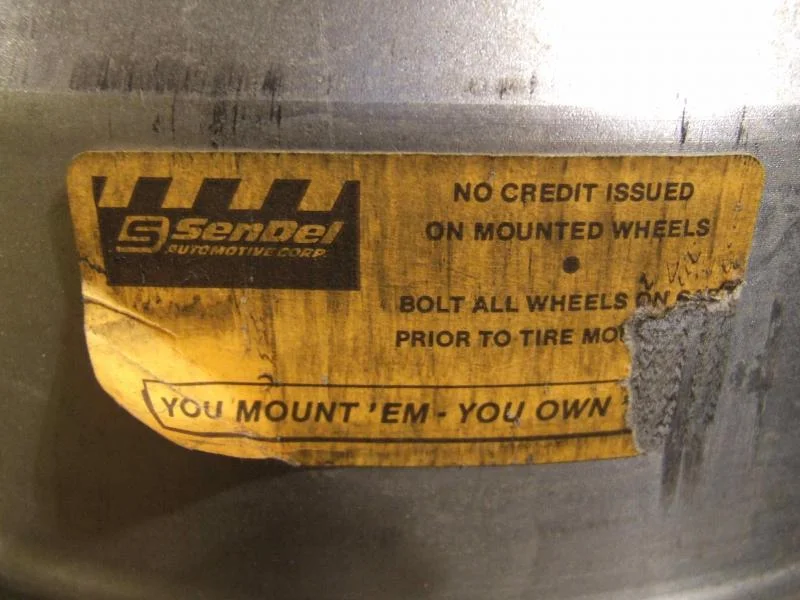 S SenDel
AUTOMOTIVE CORP.
NO CREDIT ISSUED
ON MOUNTED WHEELS
BOLT ALL WHEELS ON
PRIOR TO TIRE
YOU MOUNT 'EM - YOU OWN